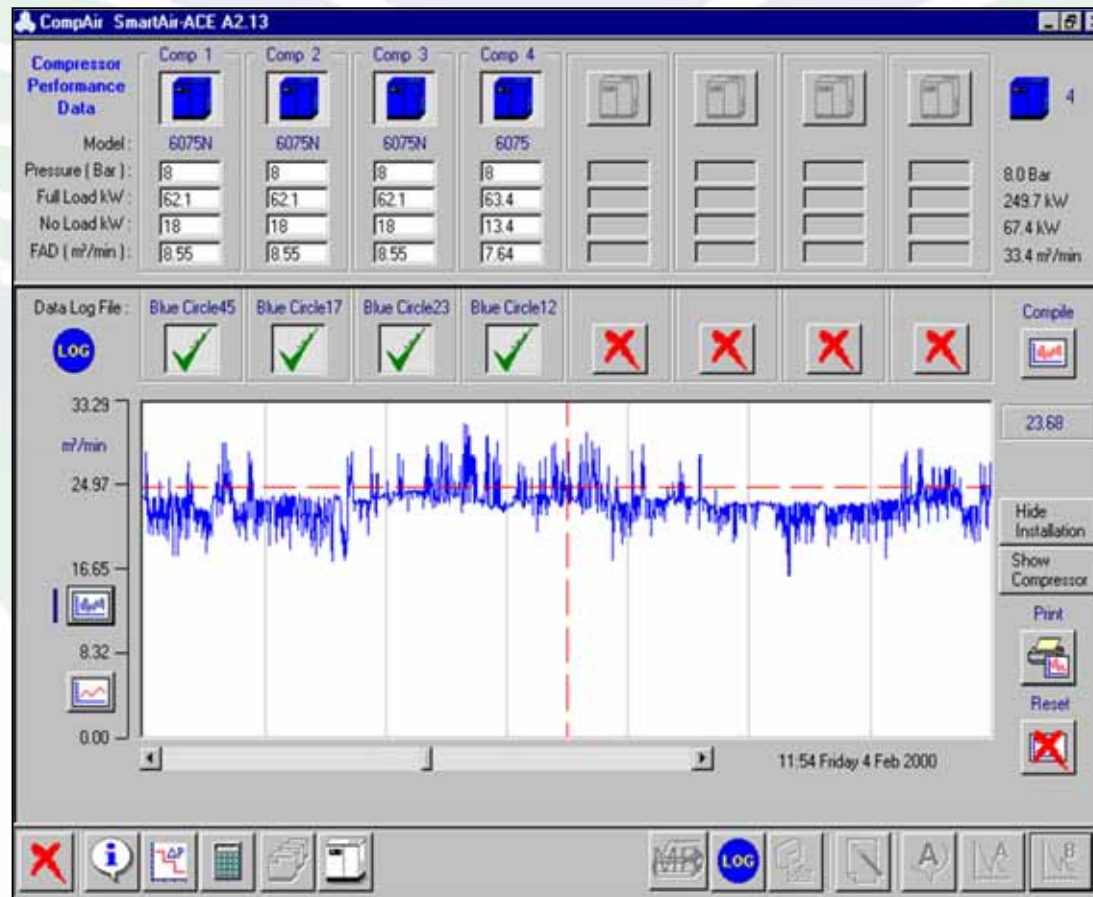 CompAir SmartAir-ACE A2.13
Compressor Performance Data
Comp 1 Comp 2 Comp 3 Comp 4
4
Model : 6075N 6075N 6075N 6075
Pressure ( Bar ) : 8 8 8 8 8.0 Bar
Full Load kW : 62.1 62.1 62.1 63.4 249.7 kW
No Load kW : 18 18 18 13.4 67.4 kW
FAD ( m³/min ) : 8.55 8.55 8.55 7.64 33.4 m³/min
Data Log File : Blue Circle45 Blue Circle17 Blue Circle23 Blue Circle12 Compile
LOG
33.29
m³/min
24.97
16.65
8.32
0.00
23.68
Hide Installation
Show Compressor
Print
Reset
11:54 Friday 4 Feb 2000
i ΔP LOG A A B